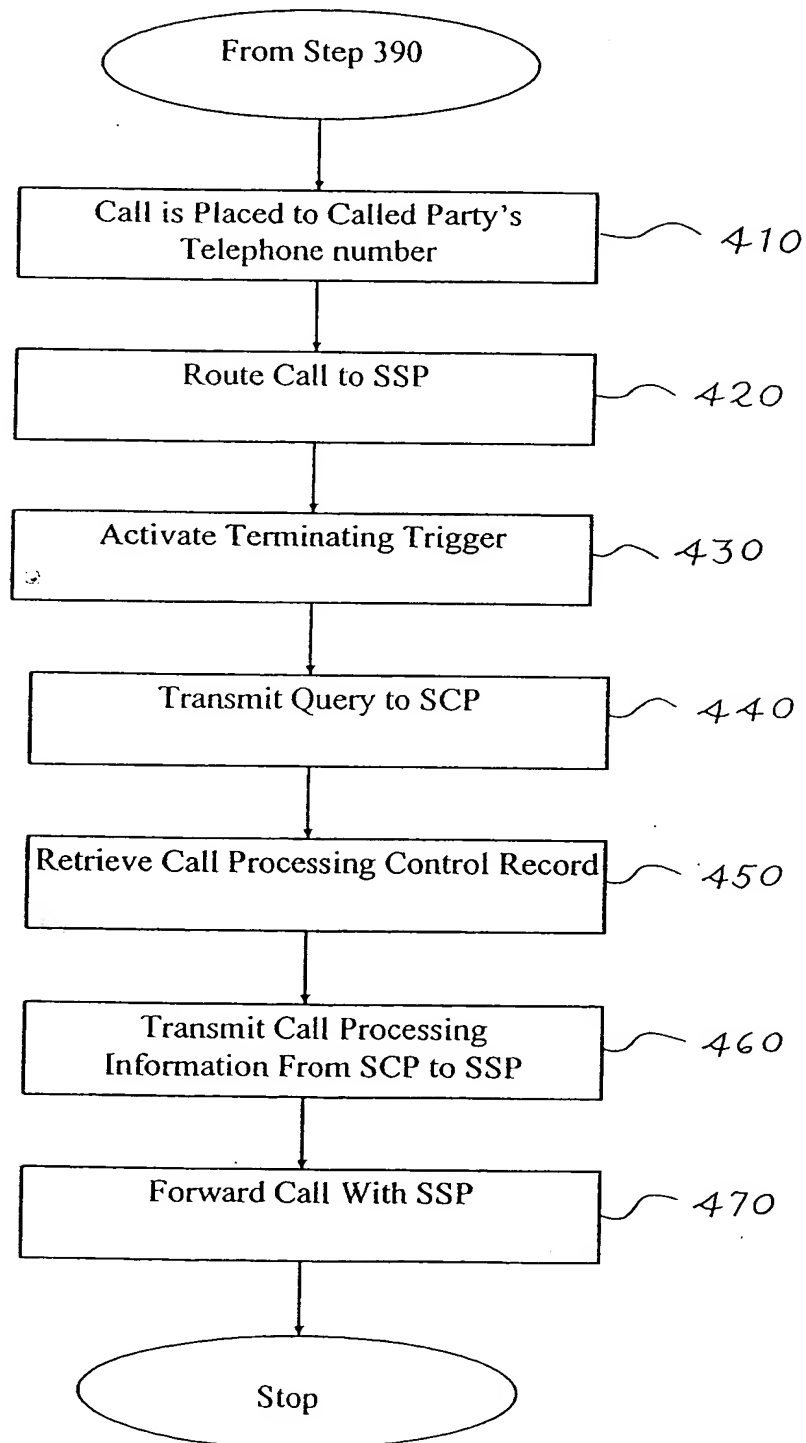 From Step 390
Call is Placed to Called Party's
Telephone number
410
Route Call to SSP
420
Activate Terminating Trigger
430
Transmit Query to SCP
440
Retrieve Call Processing Control Record
450
Transmit Call Processing
Information From SCP to SSP
460
Forward Call With SSP
470
Stop